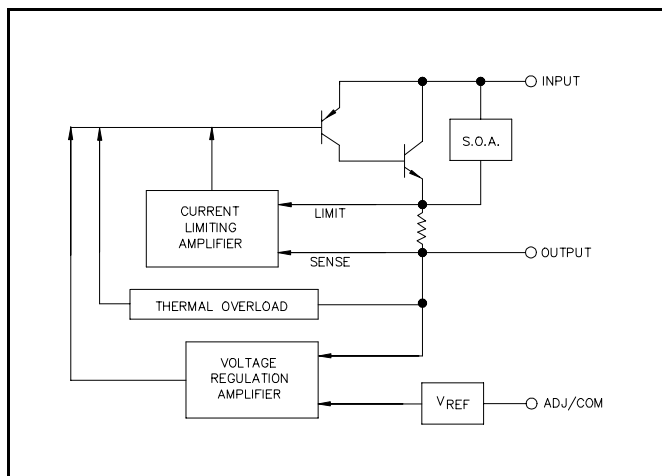 INPUT
S.O.A.
CURRENT
LIMITING
AMPLIFIER
LIMIT
SENSE
OUTPUT
THERMAL OVERLOAD
VOLTAGE
REGULATION
AMPLIFIER
VREF
ADJ/COM